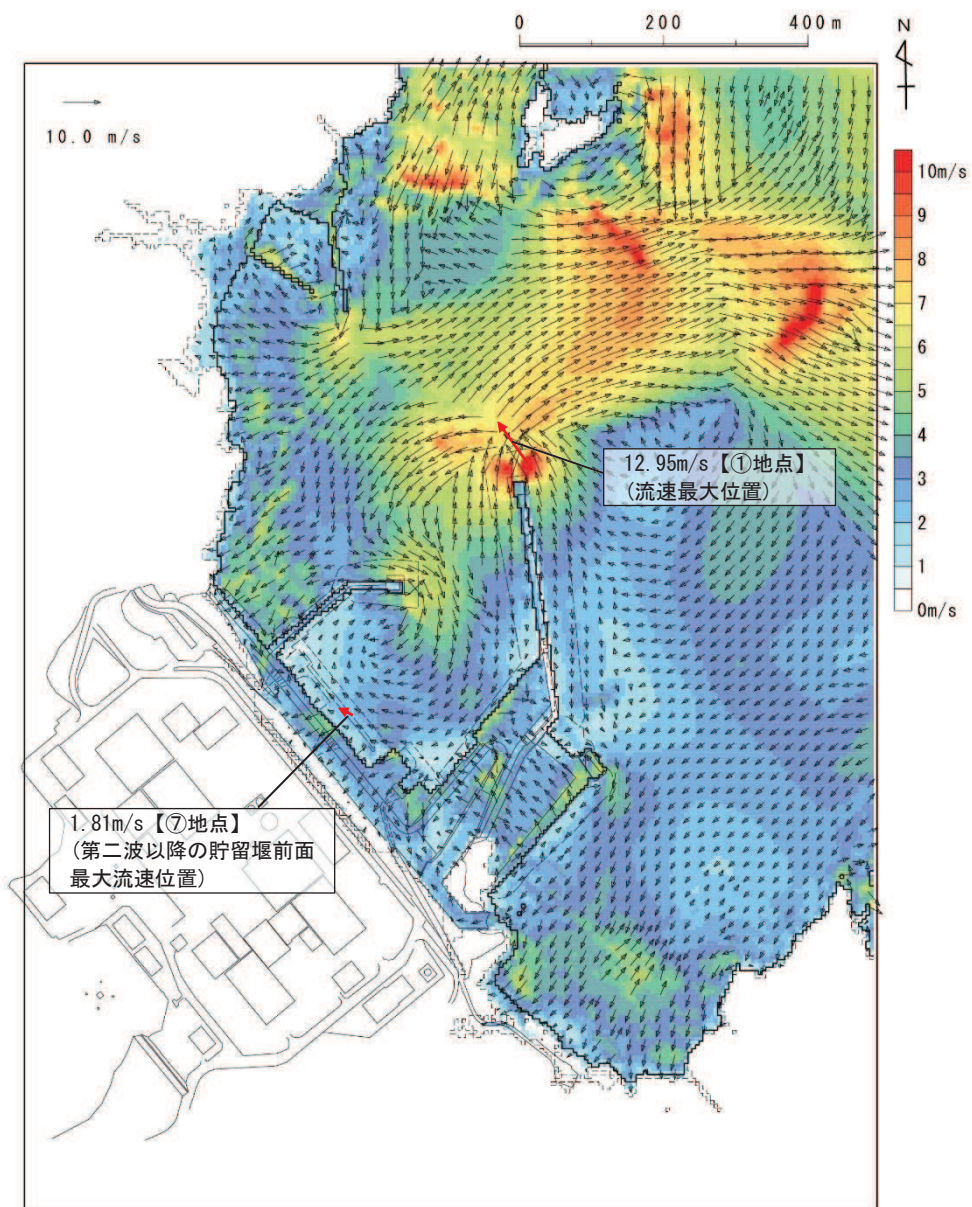 0 200 400m
N
10.0 m/s
10m/s
9
8
7
6
5
4
3
2
1
0m/s
12.95m/s【①地点】
(流速最大位置)
1.81m/s【⑦地点】
(第二波以降の貯留堰前面
最大流速位置)